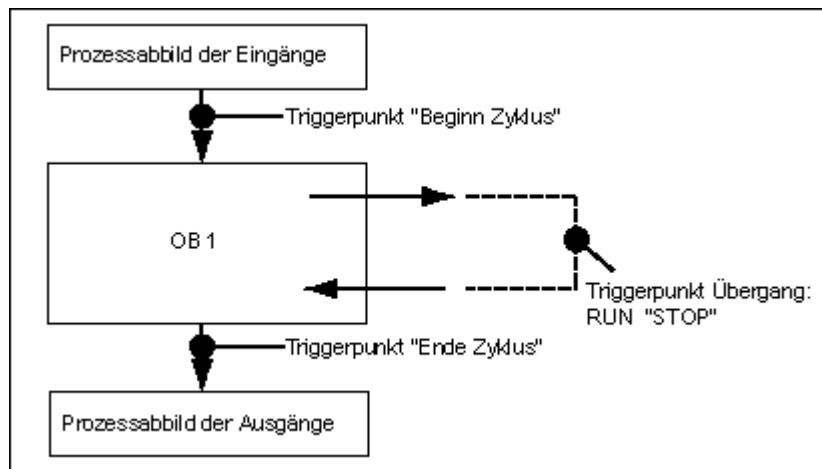 Prozessabbild der Eingänge
Triggerpunkt "Beginn Zyklus"
OB 1
Triggerpunkt Übergang:
RUN "STOP"
Triggerpunkt "Ende Zyklus"
Prozessabbild der Ausgänge